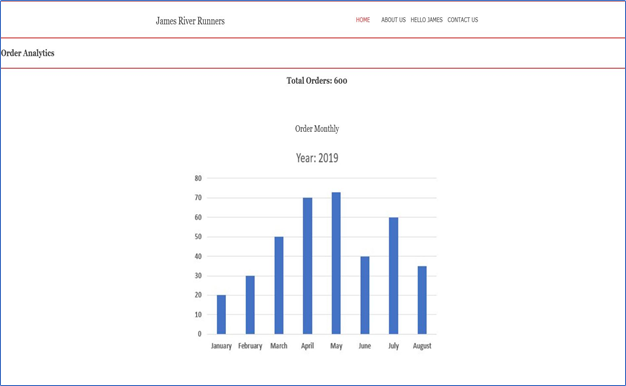 James River Runners
HOME ABOUT US HELLO JAMES CONTACT US
Order Analytics
Total Orders: 600
Order Monthly
Year: 2019
80
70
60
50
40
30
20
10
0
January February March April May June July August